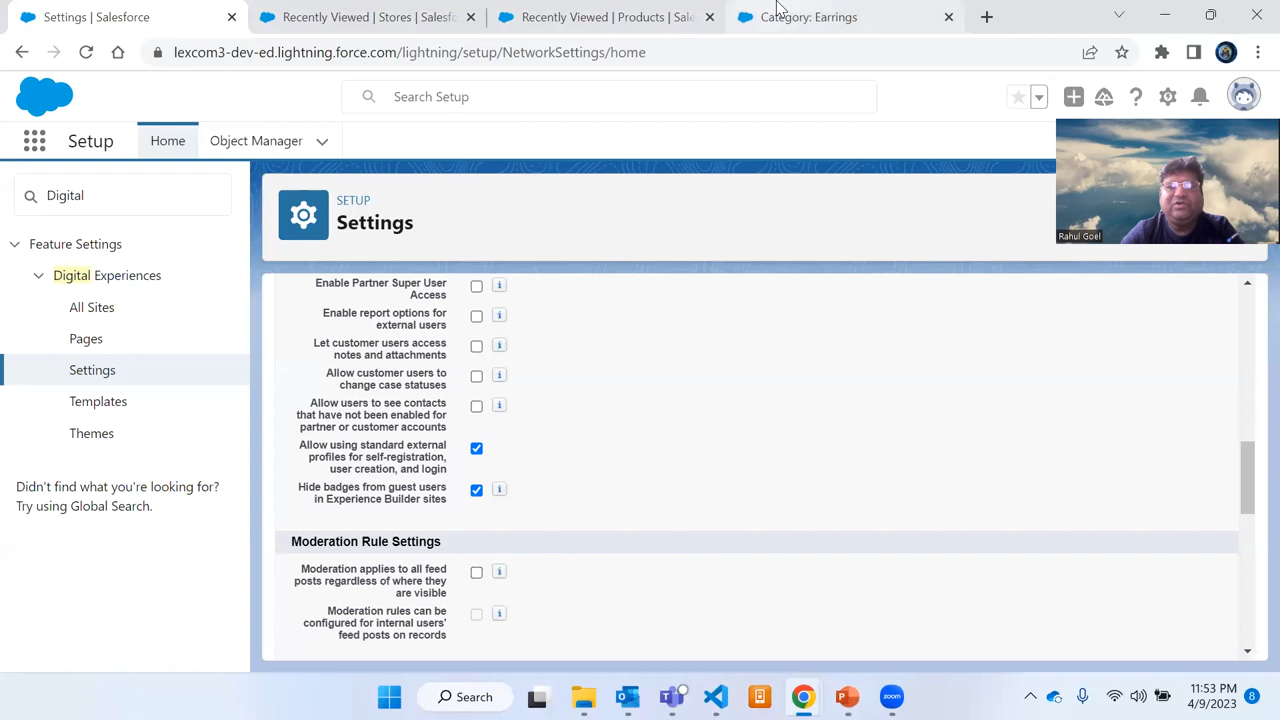 Settings | Salesforce
Recently Viewed | Stores | Salesf
Recently Viewed | Products | Sale
Category: Earrings
lexcom3-dev-ed.lightning.force.com/lightning/setup/NetworkSettings/home
Search Setup
Setup
Home
Object Manager
Digital
Feature Settings
Digital Experiences
All Sites
Pages
Settings
Templates
Themes
Didn't find what you're looking for?
Try using Global Search.
SETUP
Settings
Rahul Goel
Enable Partner Super User
Access
Enable report options for
external users
Let customer users access
notes and attachments
Allow customer users to
change case statuses
Allow users to see contacts
that have not been enabled for
partner or customer accounts
Allow using standard external
profiles for self-registration,
user creation, and login
Hide badges from guest users
in Experience Builder sites
Moderation Rule Settings
Moderation applies to all feed
posts regardless of where they
are visible
Moderation rules can be
configured for internal users'
feed posts on records
Search
zoom
11:53 PM
4/9/2023
8